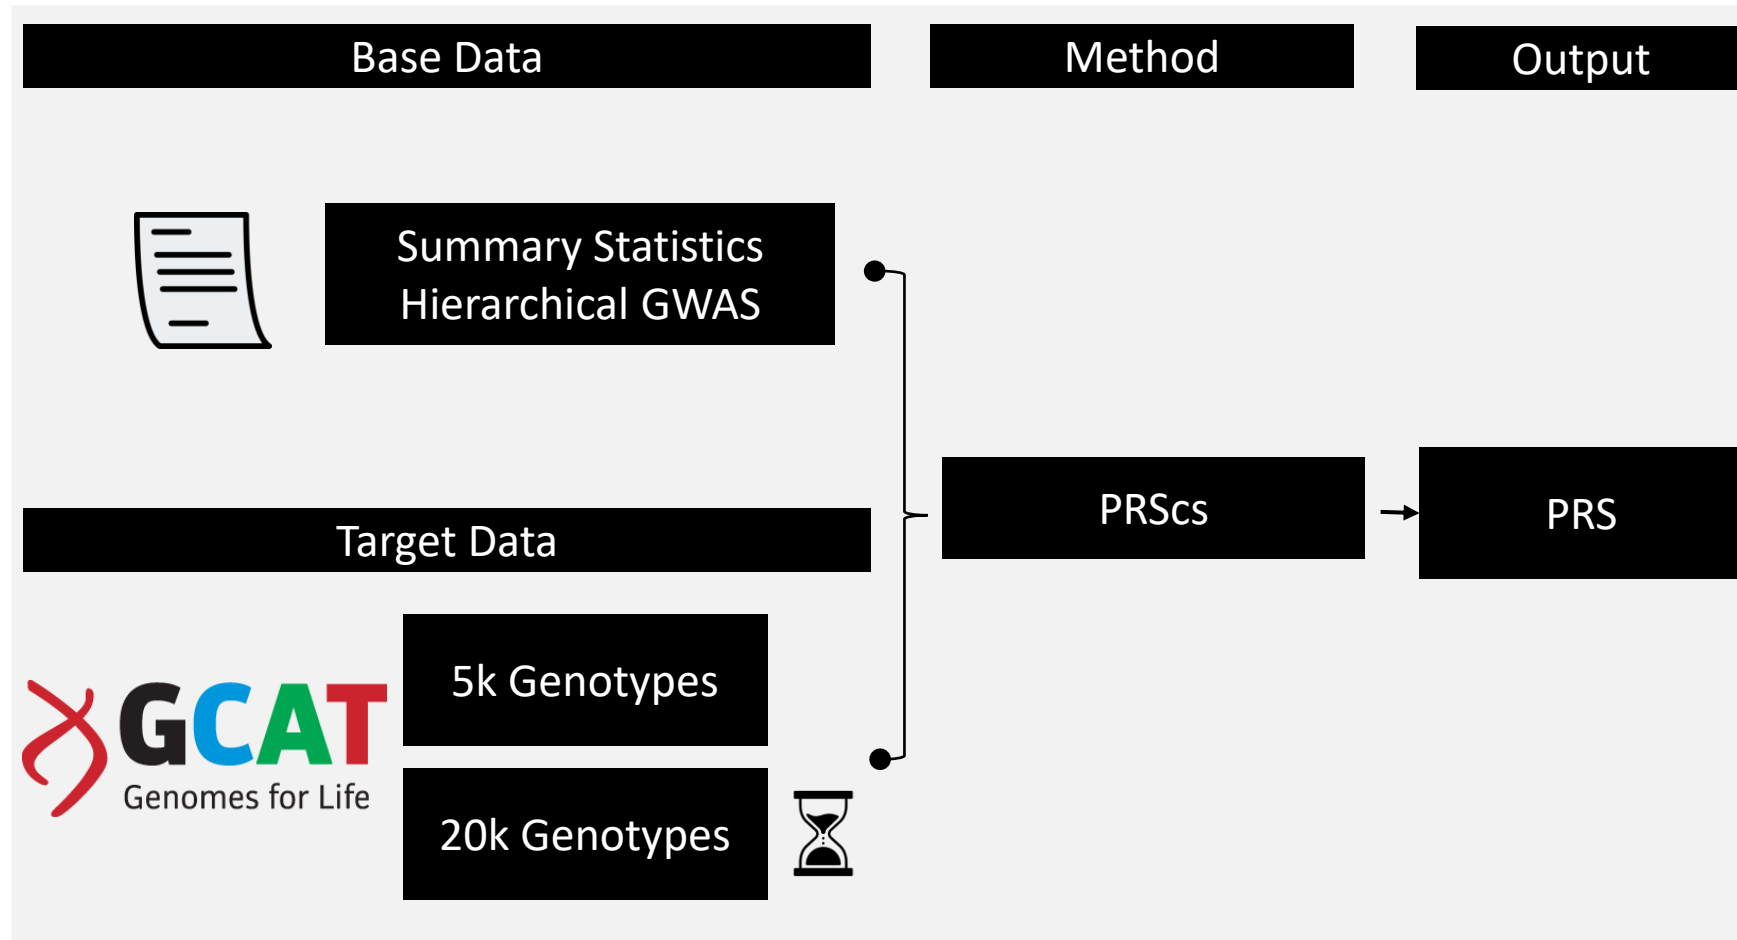 Base Data
Method
Output
Summary Statistics
Hierarchical GWAS
PRScs
PRS
Target Data
5k Genotypes
GCAT
Genomes for Life
20k Genotypes